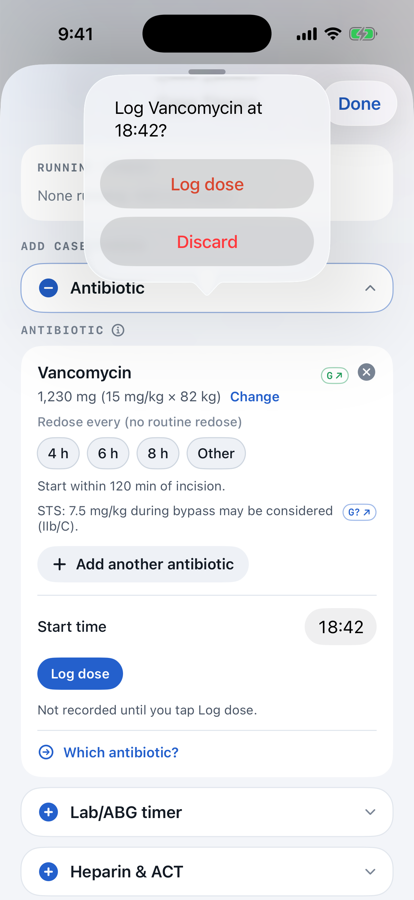 9:41
Log Vancomycin at
18:42?
Done
Log dose
Discard
RUNNIN
None ru
ADD CASE
Antibiotic
ANTIBIOTIC
Vancomycin
G ↗
1,230 mg (15 mg/kg × 82 kg) Change
Redose every (no routine redose)
4 h 6 h 8 h Other
Start within 120 min of incision.
STS: 7.5 mg/kg during bypass may be considered G? ↗
(IIb/C).
+ Add another antibiotic
Start time 18:42
Log dose
Not recorded until you tap Log dose.
Which antibiotic?
Lab/ABG timer
Heparin & ACT